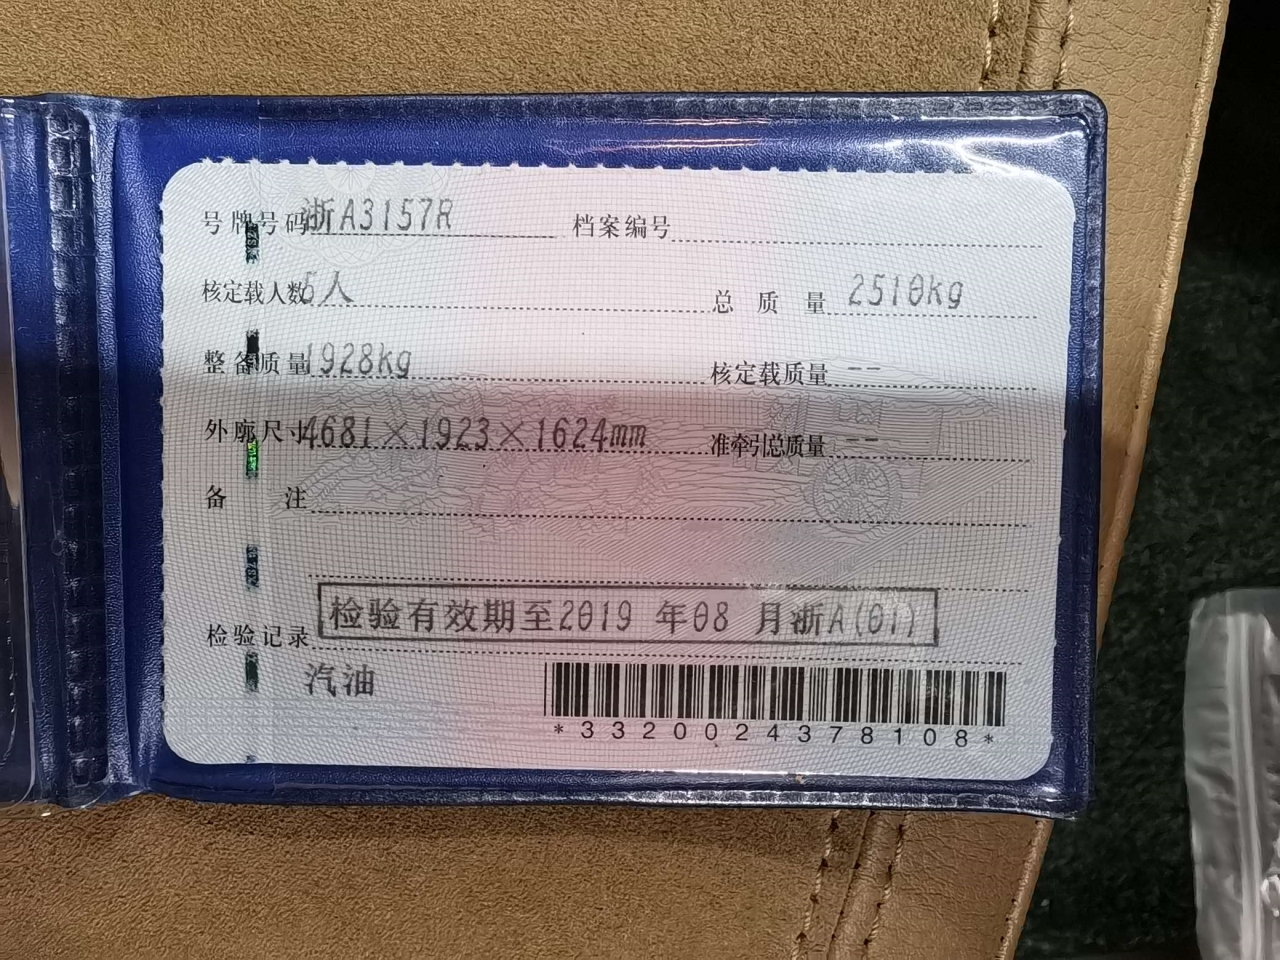 号牌号码 浙A3157R 档案编号
核定载人数 5人 总质量 2510kg
整备质量 1928kg 核定载质量 --
外廓尺寸 4681×1923×1624mm 准牵引总质量 --
备注
检验记录 检验有效期至2019 年08 月浙A(01)
汽油
*3320024378108*